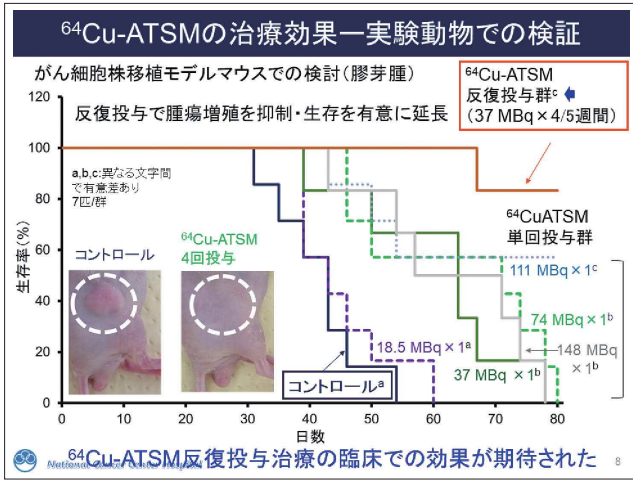 ⁶⁴Cu-ATSMの治療効果ー実験動物での検証
がん細胞株移植モデルマウスでの検討(膠芽腫)
⁶⁴Cu-ATSM
反復投与群ᶜ
(37 MBq×4/5週間)
反復投与で腫瘍増殖を抑制・生存を有意に延長
a,b,c:異なる文字間
で有意差あり
7匹/群
コントロール
⁶⁴Cu-ATSM
4回投与
⁶⁴CuATSM
単回投与群
111 MBq×1ᶜ
74 MBq×1ᵇ
148 MBq
×1ᵇ
18.5 MBq×1ᵃ
37 MBq ×1ᵇ
コントロールᵃ
生存率(%)
120
100
80
60
40
20
0
0 10 20 30 40 50 60 70 80
日数
⁶⁴Cu-ATSM反復投与治療の臨床での効果が期待された
National Cancer Center Hospital
8